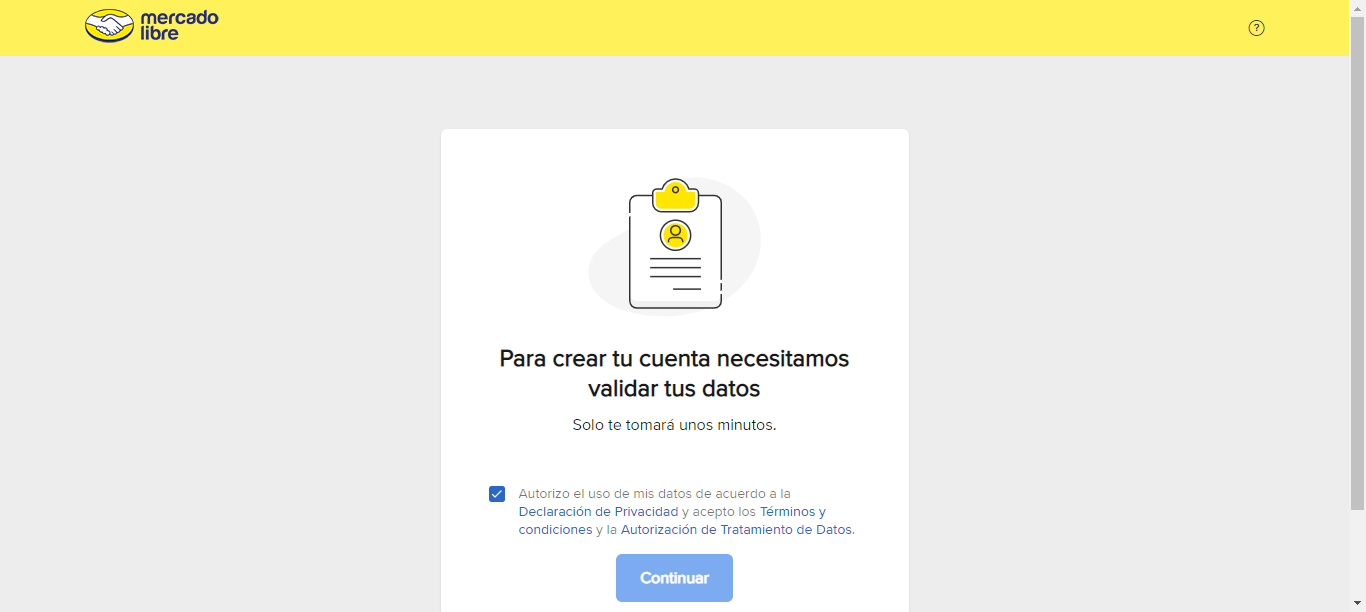 mercado
libre
?
Para crear tu cuenta necesitamos
validar tus datos
Solo te tomará unos minutos.
Autorizo el uso de mis datos de acuerdo a la
Declaración de Privacidad y acepto los Términos y
condiciones y la Autorización de Tratamiento de Datos.
Continuar